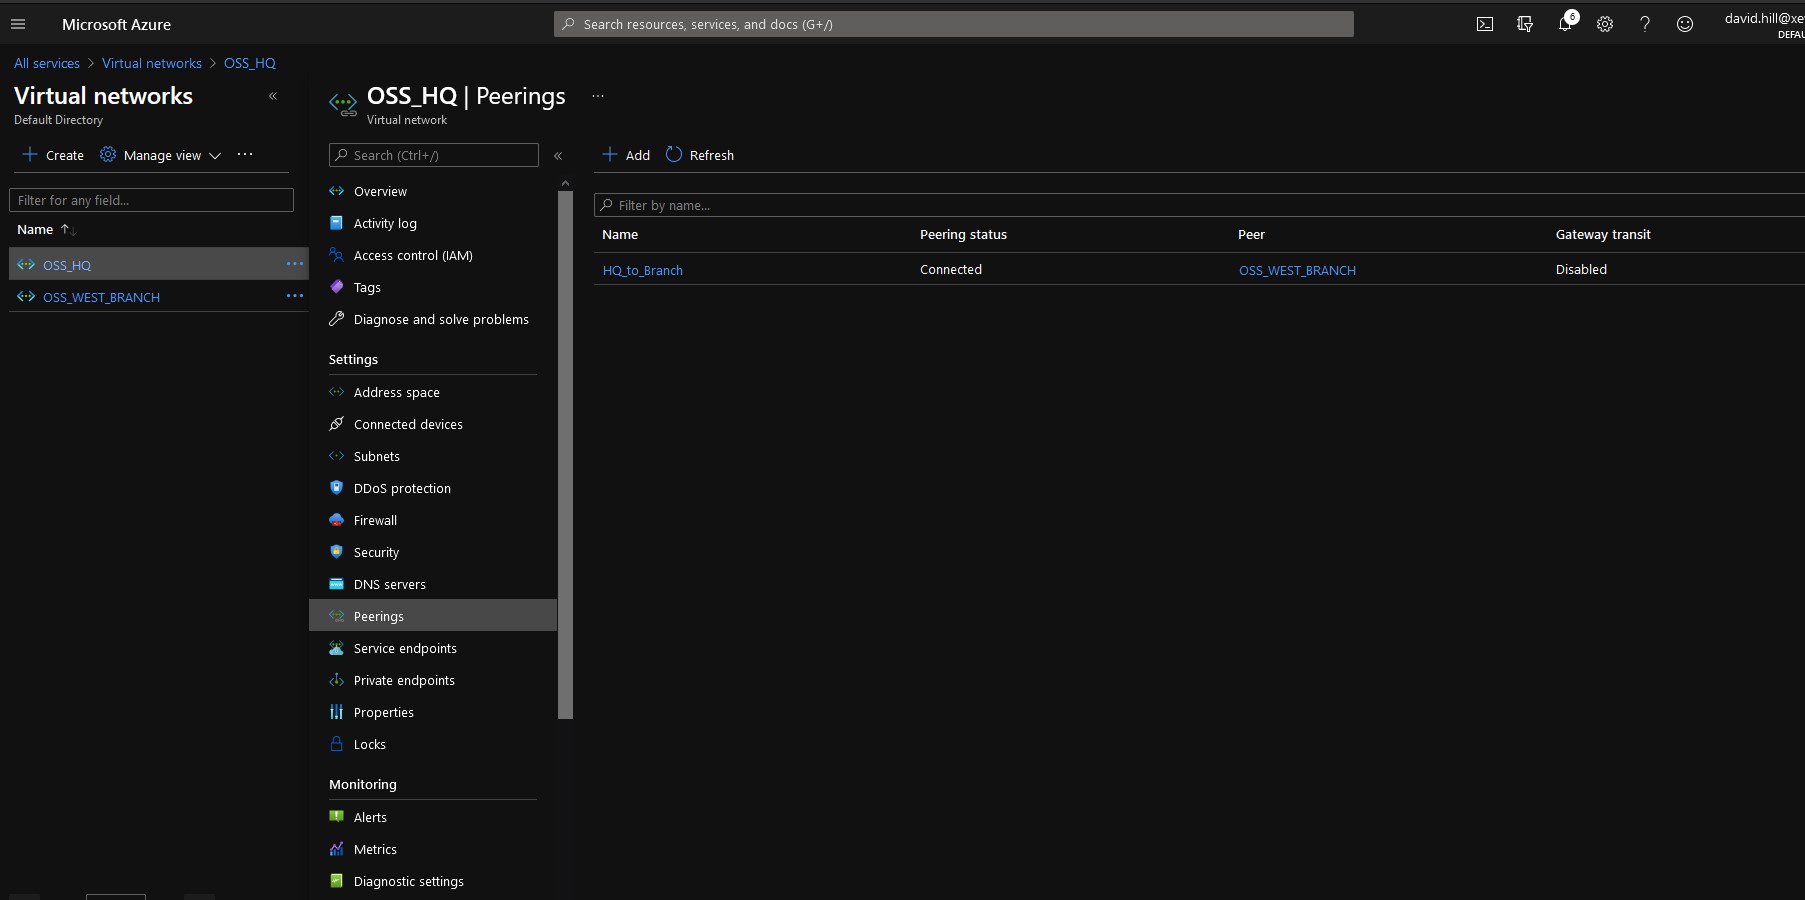 Microsoft Azure
Search resources, services, and docs (G+/)
6
david.hill@xe
DEFAU
All services > Virtual networks > OSS_HQ
Virtual networks
Default Directory
Create
Manage view
Filter for any field...
Name
OSS_HQ
OSS_WEST_BRANCH
OSS_HQ | Peerings
Virtual network
Search (Ctrl+/)
Overview
Activity log
Access control (IAM)
Tags
Diagnose and solve problems
Settings
Address space
Connected devices
Subnets
DDoS protection
Firewall
Security
DNS servers
Peerings
Service endpoints
Private endpoints
Properties
Locks
Monitoring
Alerts
Metrics
Diagnostic settings
Add
Refresh
Filter by name...
Name Peering status Peer Gateway transit
HQ_to_Branch Connected OSS_WEST_BRANCH Disabled